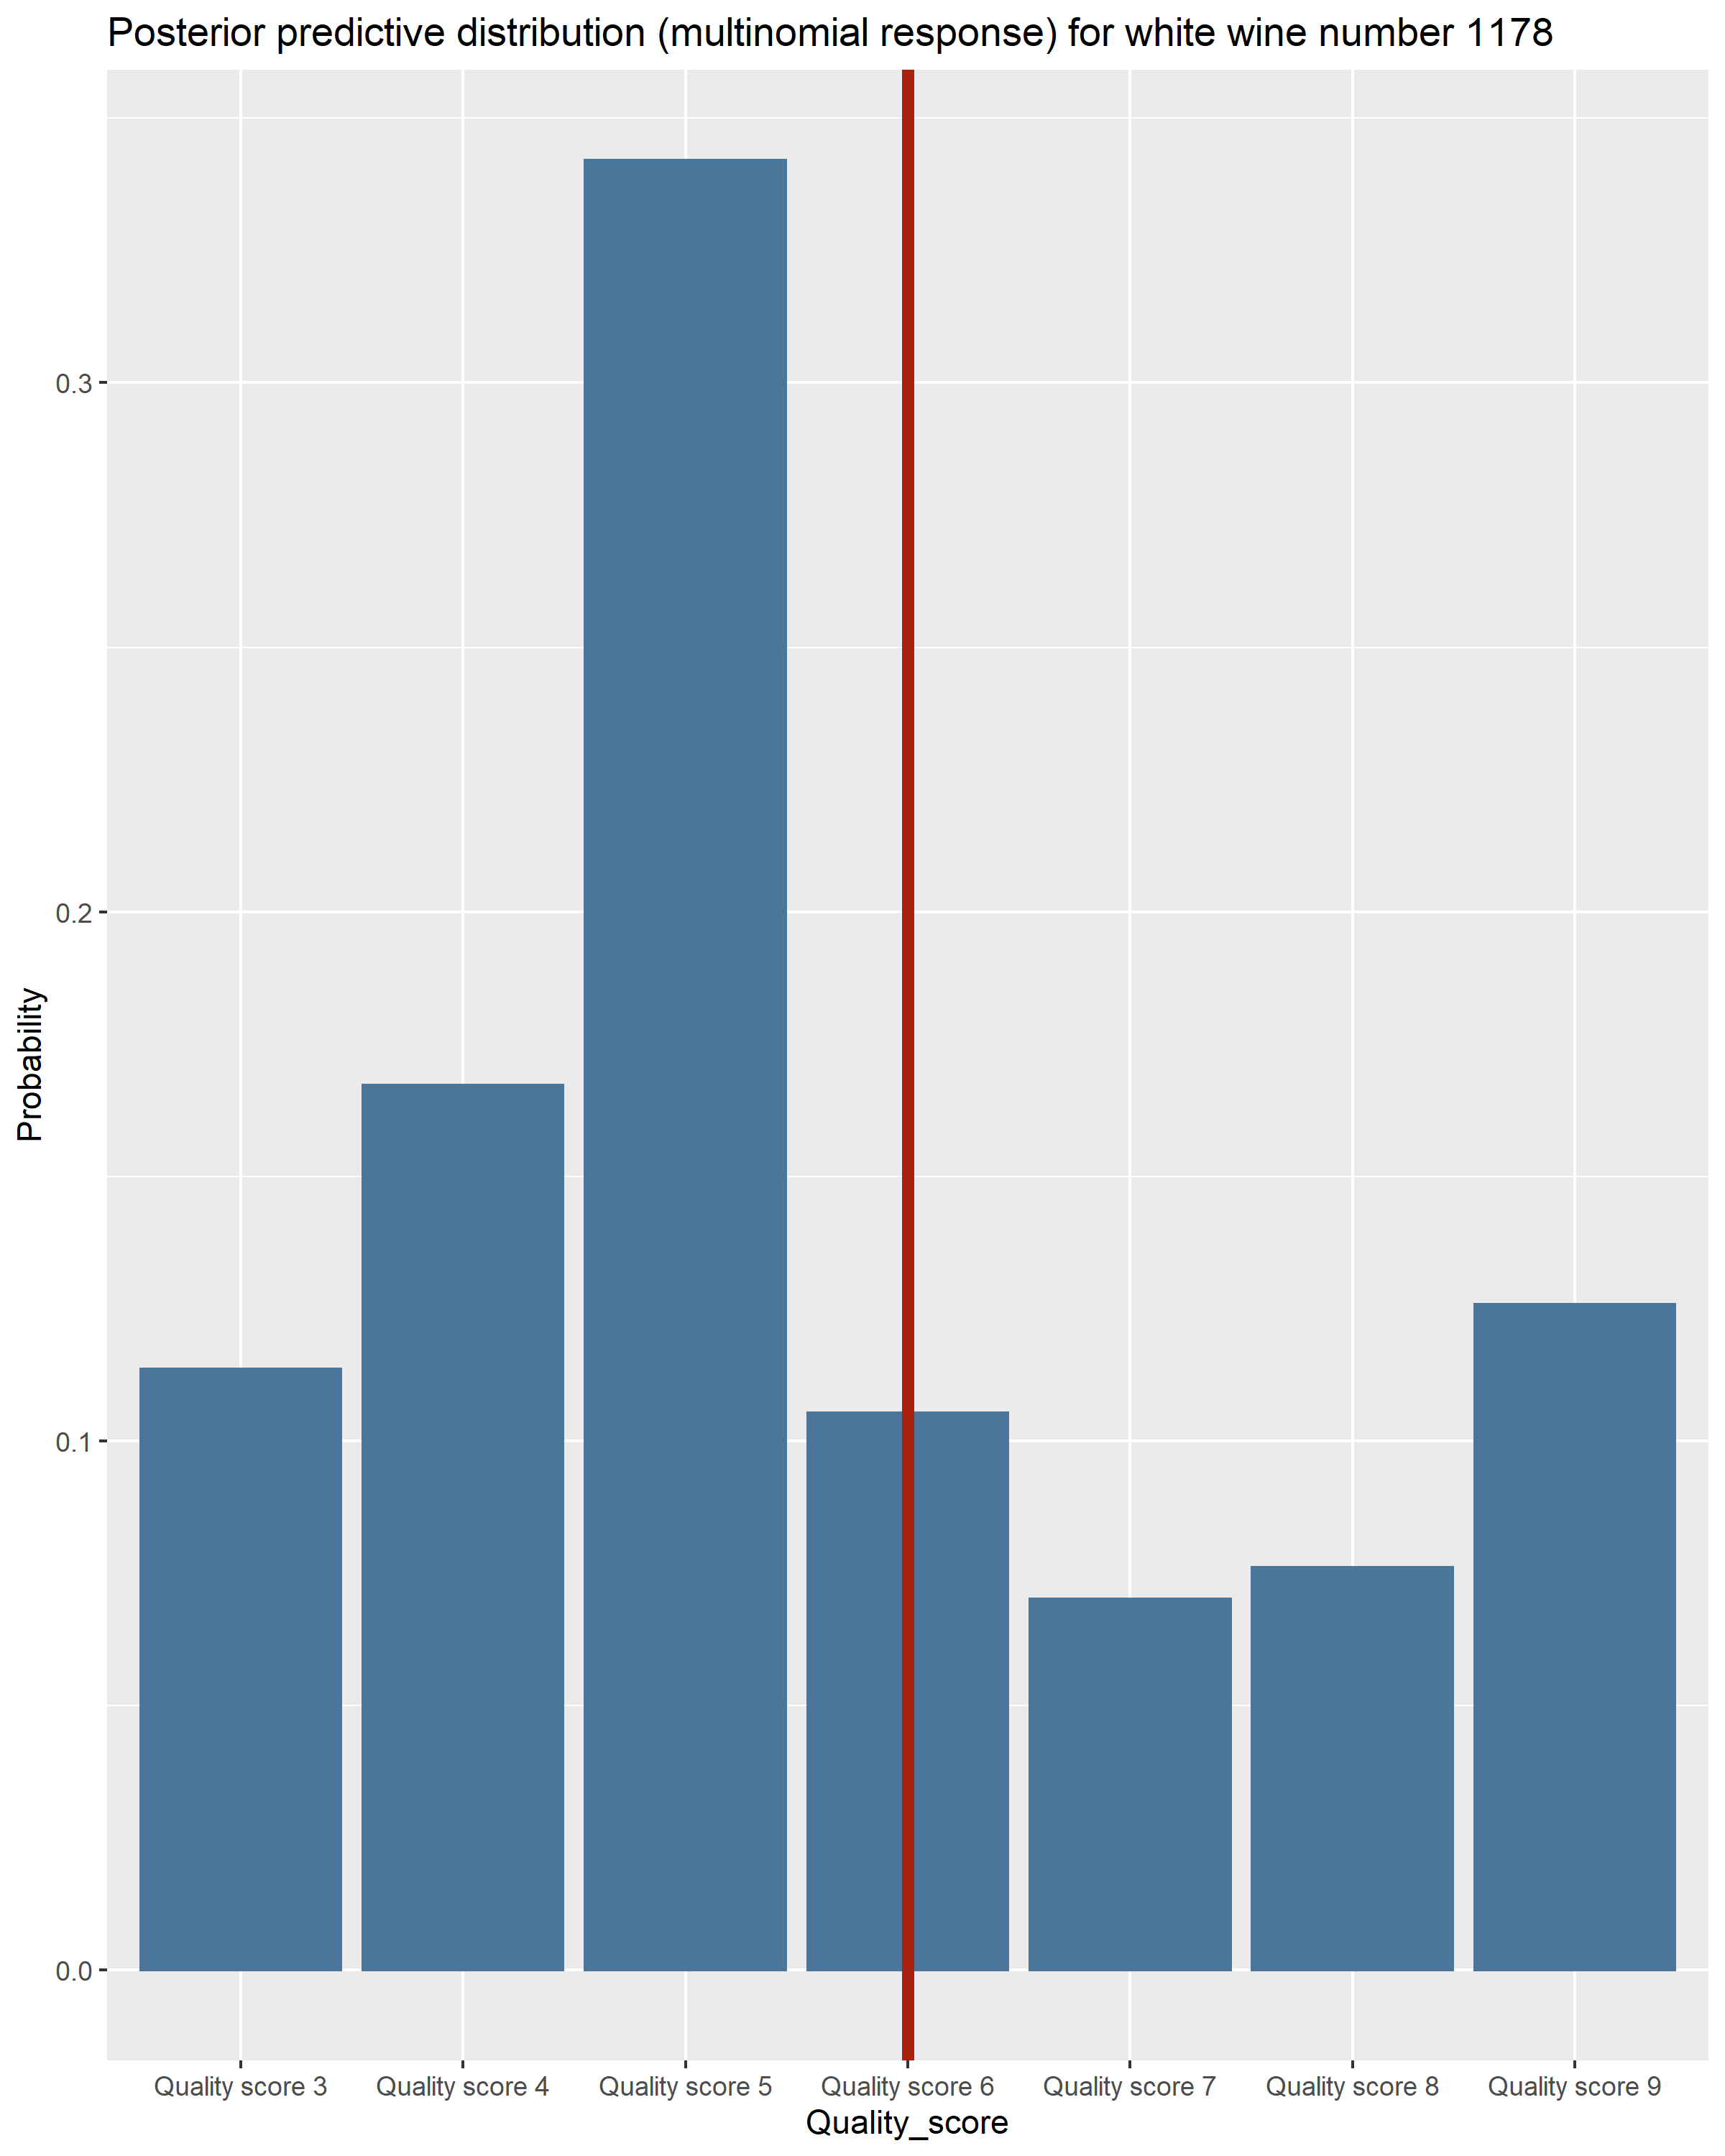 Posterior predictive distribution (multinomial response) for white wine number 1178
0.3
0.2
0.1
0.0
Probability
Quality score 3 Quality score 4 Quality score 5 Quality score 6 Quality score 7 Quality score 8 Quality score 9
Quality_score